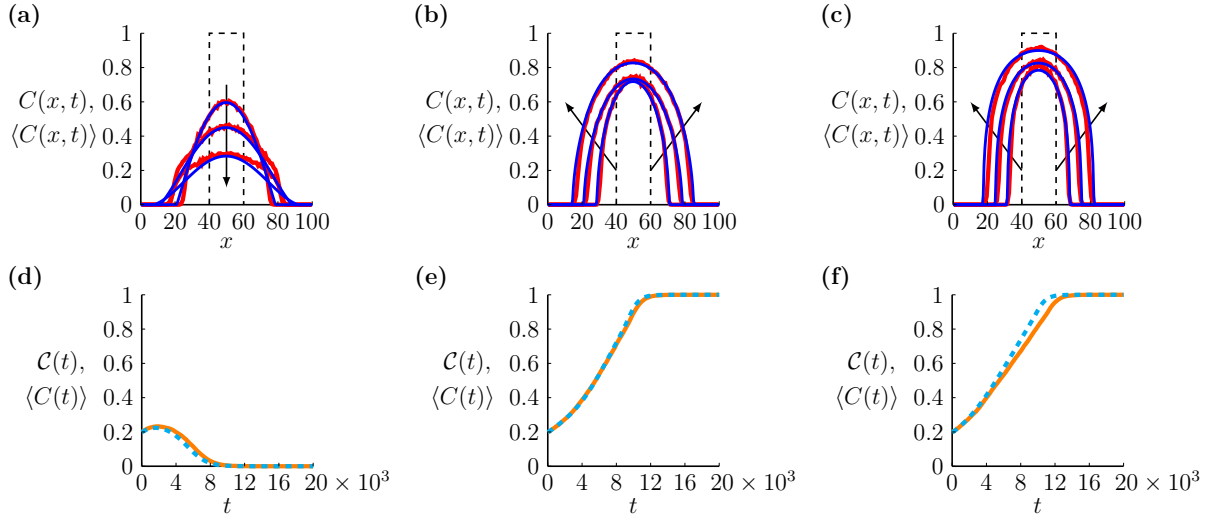 (a)
1
0.8
C(x,t),
0.6
⟨C(x,t)⟩
0.4
0.2
0
0 20 40 60 80 100
x
(b)
1
0.8
C(x,t),
0.6
⟨C(x,t)⟩
0.4
0.2
0
0 20 40 60 80 100
x
(c)
1
0.8
C(x,t),
0.6
⟨C(x,t)⟩
0.4
0.2
0
0 20 40 60 80 100
x
(d)
1
0.8
𝒞(t),
0.6
⟨C(t)⟩
0.4
0.2
0
0 4 8 12 16 20 × 10³
t
(e)
1
0.8
𝒞(t),
0.6
⟨C(t)⟩
0.4
0.2
0
0 4 8 12 16 20 × 10³
t
(f)
1
0.8
𝒞(t),
0.6
⟨C(t)⟩
0.4
0.2
0
0 4 8 12 16 20 × 10³
t